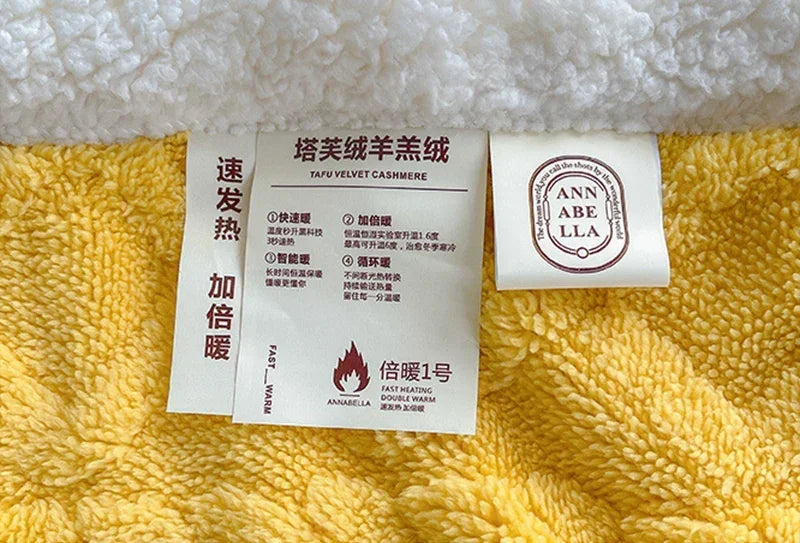 速发热 加倍暖
塔芙绒羊羔绒
TAFU VELVET CASHMERE
①快速暖
温度秒升黑科技
3秒速热
② 加倍暖
恒温恒湿实验室升温1.6度
最高可升温6度，治愈冬季寒冷
③智能暖
长时间恒温保暖
懂暖更懂你
④ 循环暖
不间断光热转换
持续输送热量
留住每一分温暖
FAST__WARM
ANNABELLA
倍暖1号
FAST HEATING
DOUBLE WARM
速发热 加倍暖
The dream world,you call the shots by the wonderful world
ANN
ABE
LLA